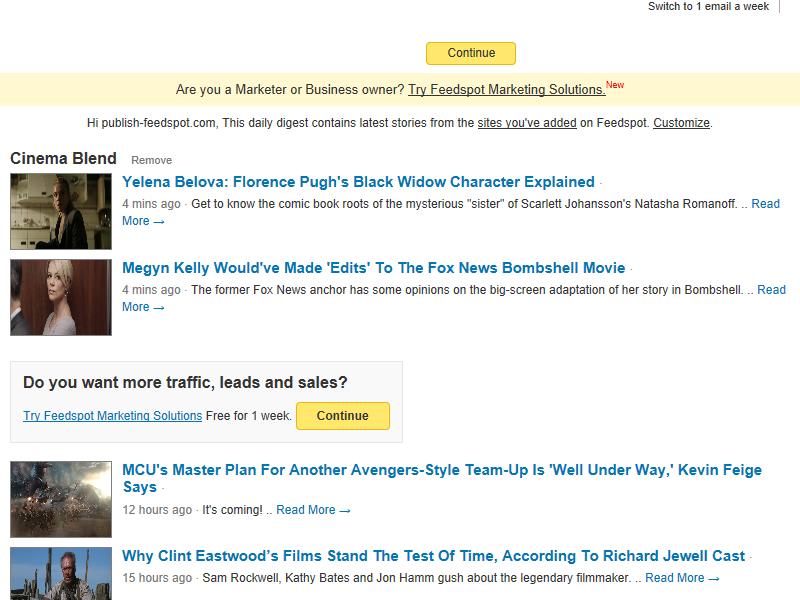 Switch to 1 email a week
Continue
Are you a Marketer or Business owner? Try Feedspot Marketing Solutions.New
Hi publish-feedspot.com, This daily digest contains latest stories from the sites you've added on Feedspot. Customize.
Cinema Blend Remove
Yelena Belova: Florence Pugh's Black Widow Character Explained ·
4 mins ago · Get to know the comic book roots of the mysterious "sister" of Scarlett Johansson's Natasha Romanoff. .. Read
More →
Megyn Kelly Would've Made 'Edits' To The Fox News Bombshell Movie ·
4 mins ago · The former Fox News anchor has some opinions on the big-screen adaptation of her story in Bombshell. .. Read
More →
Do you want more traffic, leads and sales?
Try Feedspot Marketing Solutions Free for 1 week. Continue
MCU's Master Plan For Another Avengers-Style Team-Up Is 'Well Under Way,' Kevin Feige
Says ·
12 hours ago · It's coming! .. Read More →
Why Clint Eastwood’s Films Stand The Test Of Time, According To Richard Jewell Cast ·
15 hours ago · Sam Rockwell, Kathy Bates and Jon Hamm gush about the legendary filmmaker. .. Read More →